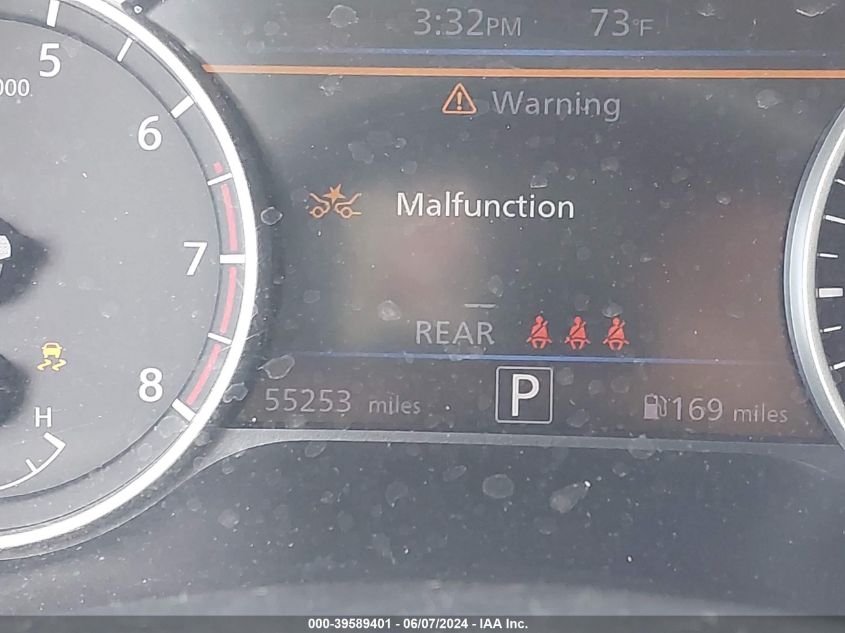 3:32PM 73°F
5
000
Warning
6
Malfunction
7
REAR
8
55253 miles P 169 miles
H
000-39589401 - 06/07/2024 - IAA Inc.